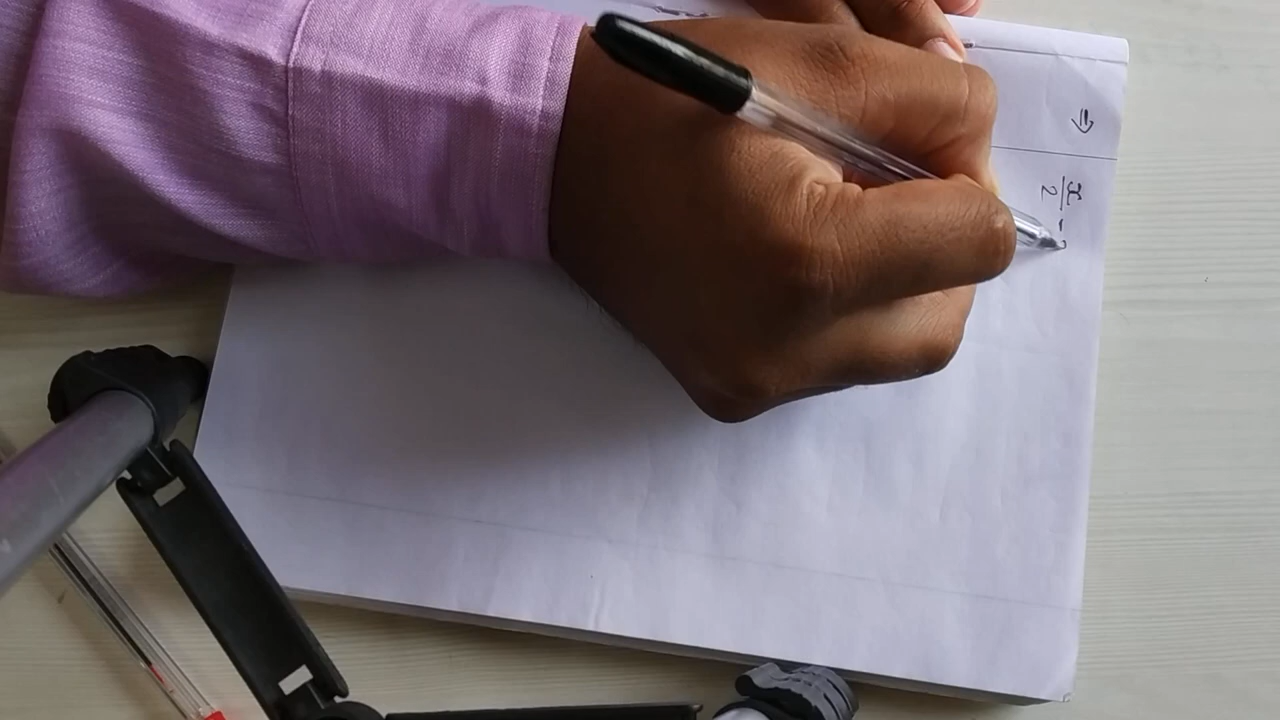 ⇒ x/2 -